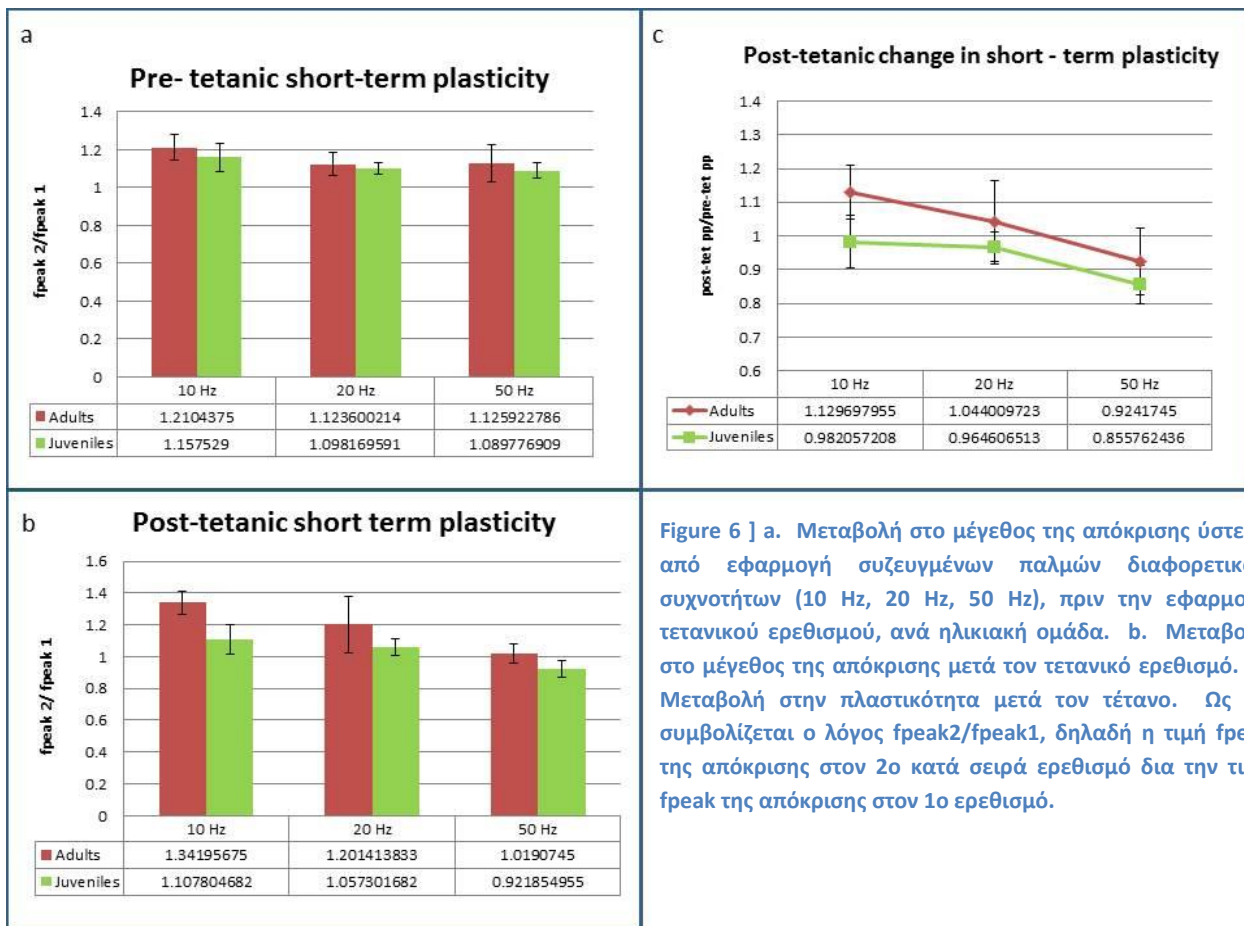 a
Pre- tetanic short-term plasticity
fpeak 2/fpeak 1
1.4
1.2
1
0.8
0.6
0.4
0.2
0
10 Hz 20 Hz 50 Hz
Adults 1.2104375 1.123600214 1.125922786
Juveniles 1.157529 1.098169591 1.089776909
c
Post-tetanic change in short - term plasticity
post-tet pp/pre-tet pp
1.4
1.3
1.2
1.1
1
0.9
0.8
0.7
0.6
10 Hz 20 Hz 50 Hz
Adults 1.129697955 1.044009723 0.9241745
Juveniles 0.982057208 0.964606513 0.855762436
b
Post-tetanic short term plasticity
fpeak 2/ fpeak 1
1.6
1.4
1.2
1
0.8
0.6
0.4
0.2
0
10 Hz 20 Hz 50 Hz
Adults 1.34195675 1.201413833 1.0190745
Juveniles 1.107804682 1.057301682 0.921854955
Figure 6 ] a. Μεταβολή στο μέγεθος της απόκρισης ύστε
από εφαρμογή συζευγμένων παλμών διαφορετικο
συχνοτήτων (10 Hz, 20 Hz, 50 Hz), πριν την εφαρμο
τετανικού ερεθισμού, ανά ηλικιακή ομάδα. b. Μεταβο
στο μέγεθος της απόκρισης μετά τον τετανικό ερεθισμό.
Μεταβολή στην πλαστικότητα μετά τον τέτανο. Ως
συμβολίζεται ο λόγος fpeak2/fpeak1, δηλαδή η τιμή fpe
της απόκρισης στον 2ο κατά σειρά ερεθισμό δια την τι
fpeak της απόκρισης στον 1ο ερεθισμό.